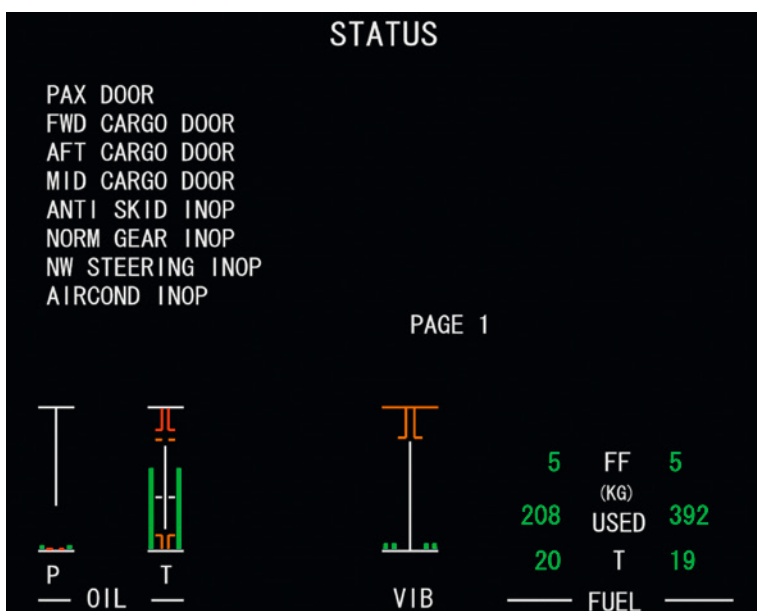 STATUS
PAX DOOR
FWD CARGO DOOR
AFT CARGO DOOR
MID CARGO DOOR
ANTI SKID INOP
NORM GEAR INOP
NW STEERING INOP
AIRCOND INOP
PAGE 1
5 FF 5
(KG)
208 USED 392
20 T 19
P T
OIL
VIB
FUEL